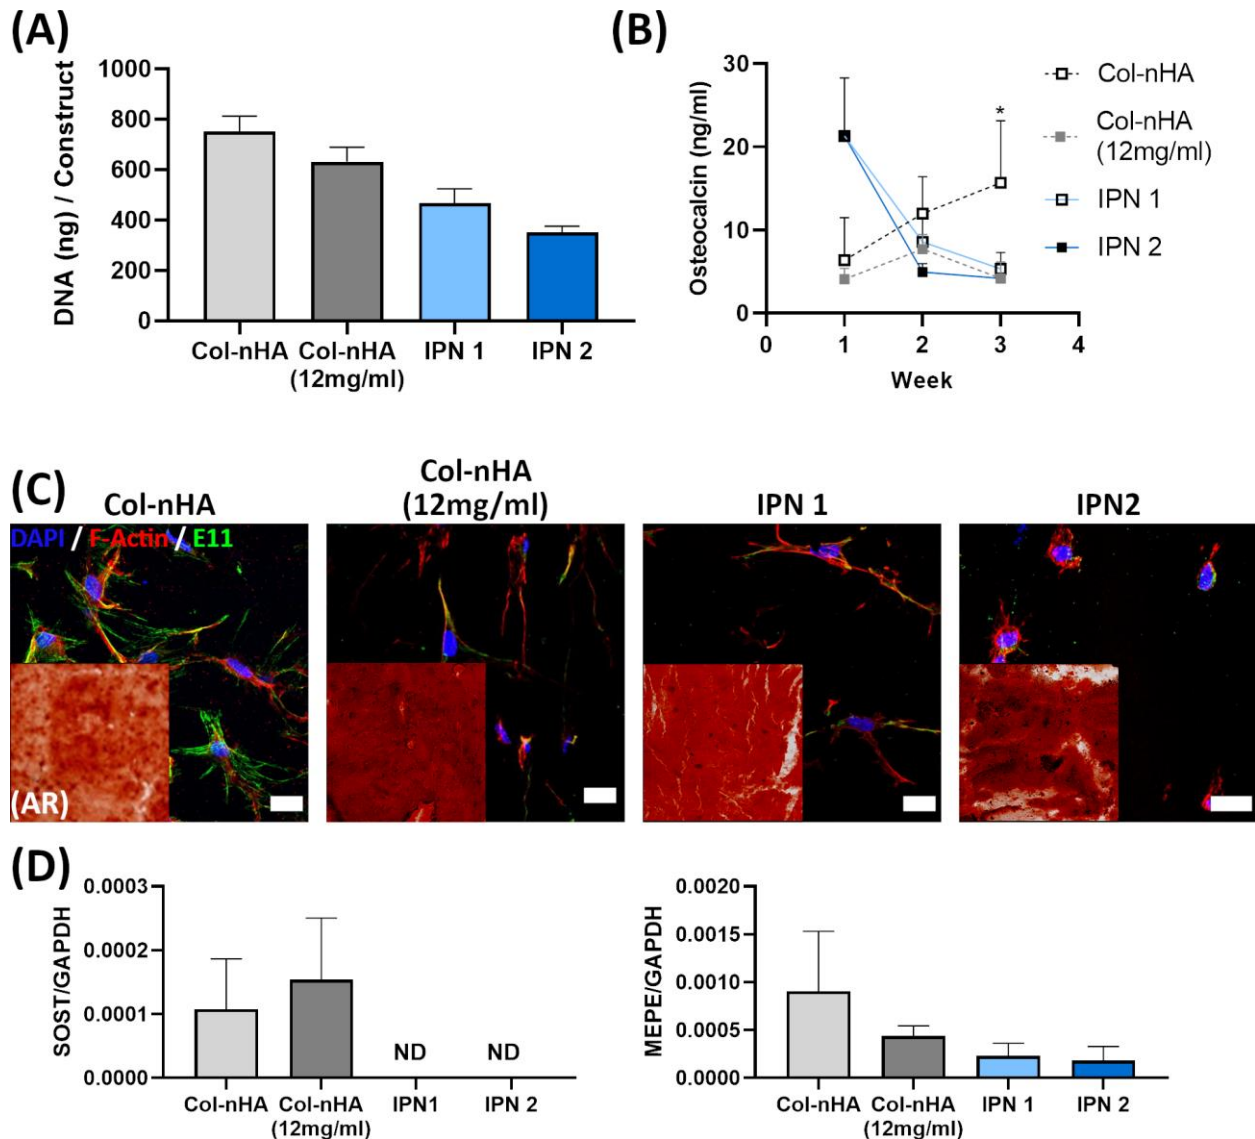 (A)
DNA (ng) / Construct
1000
800
600
400
200
0
Col-nHA
Col-nHA
(12mg/ml)
IPN 1
IPN 2
(B)
Osteocalcin (ng/ml)
30
20
10
0
0
1
2
3
4
Week
*
Col-nHA
Col-nHA
(12mg/ml)
IPN 1
IPN 2
(C)
Col-nHA
Col-nHA
(12mg/ml)
IPN 1
IPN2
DAPI / F-Actin / E11
(AR)
(D)
SOST/GAPDH
0.0003
0.0002
0.0001
0.0000
ND
ND
Col-nHA
Col-nHA
(12mg/ml)
IPN1
IPN 2
MEPE/GAPDH
0.0020
0.0015
0.0010
0.0005
0.0000
Col-nHA
Col-nHA
(12mg/ml)
IPN 1
IPN 2